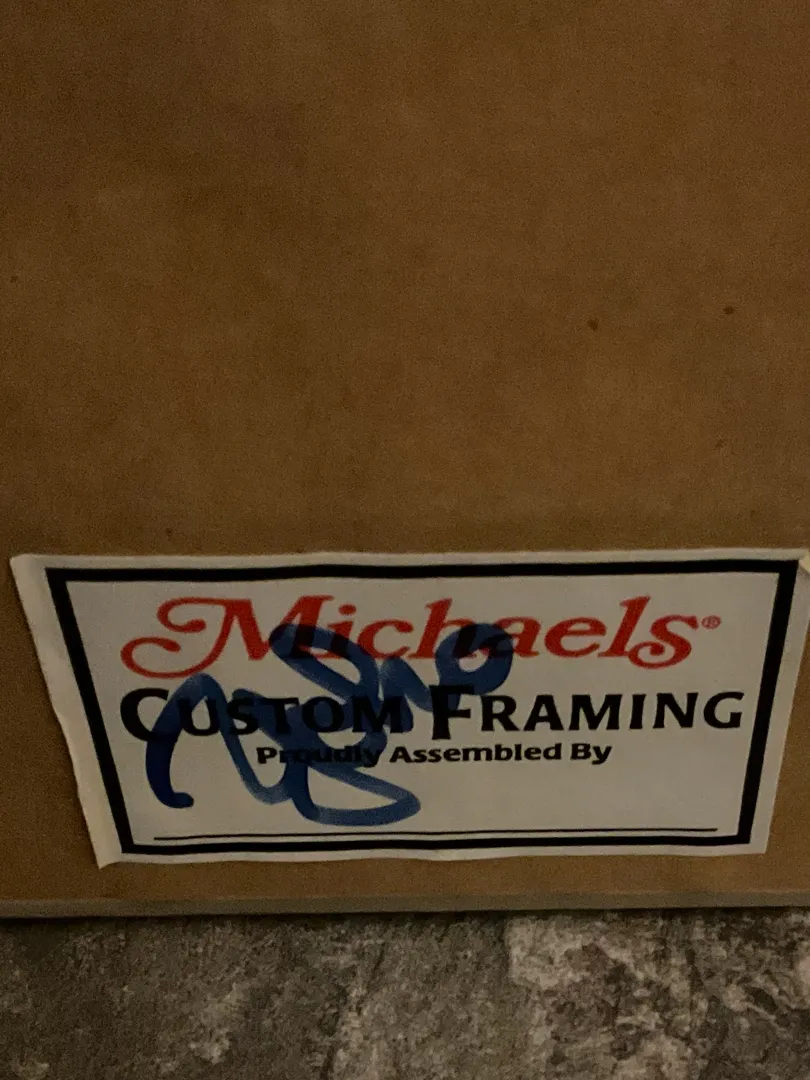 Michaels®
CUSTOM FRAMING
Proudly Assembled By